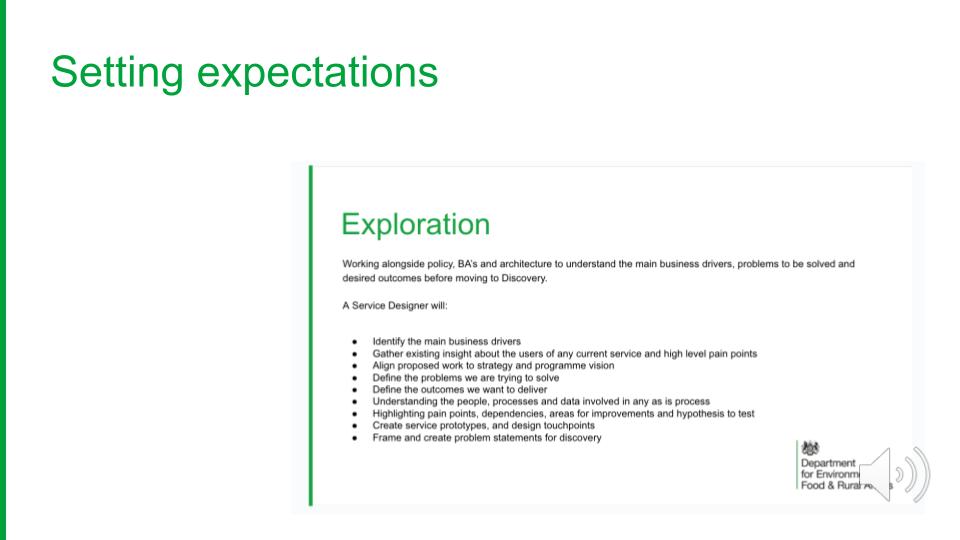 Setting expectations
Exploration
Working alongside policy, BA's and architecture to understand the main business drivers, problems to be solved and
desired outcomes before moving to Discovery.
A Service Designer will:
● Identify the main business drivers
● Gather existing insight about the users of any current service and high level pain points
● Align proposed work to strategy and programme vision
● Define the problems we are trying to solve
● Define the outcomes we want to deliver
● Understanding the people, processes and data involved in any as is process
● Highlighting pain points, dependencies, areas for improvements and hypothesis to test
● Create service prototypes, and design touchpoints
● Frame and create problem statements for discovery
Department
for
Food & Rural